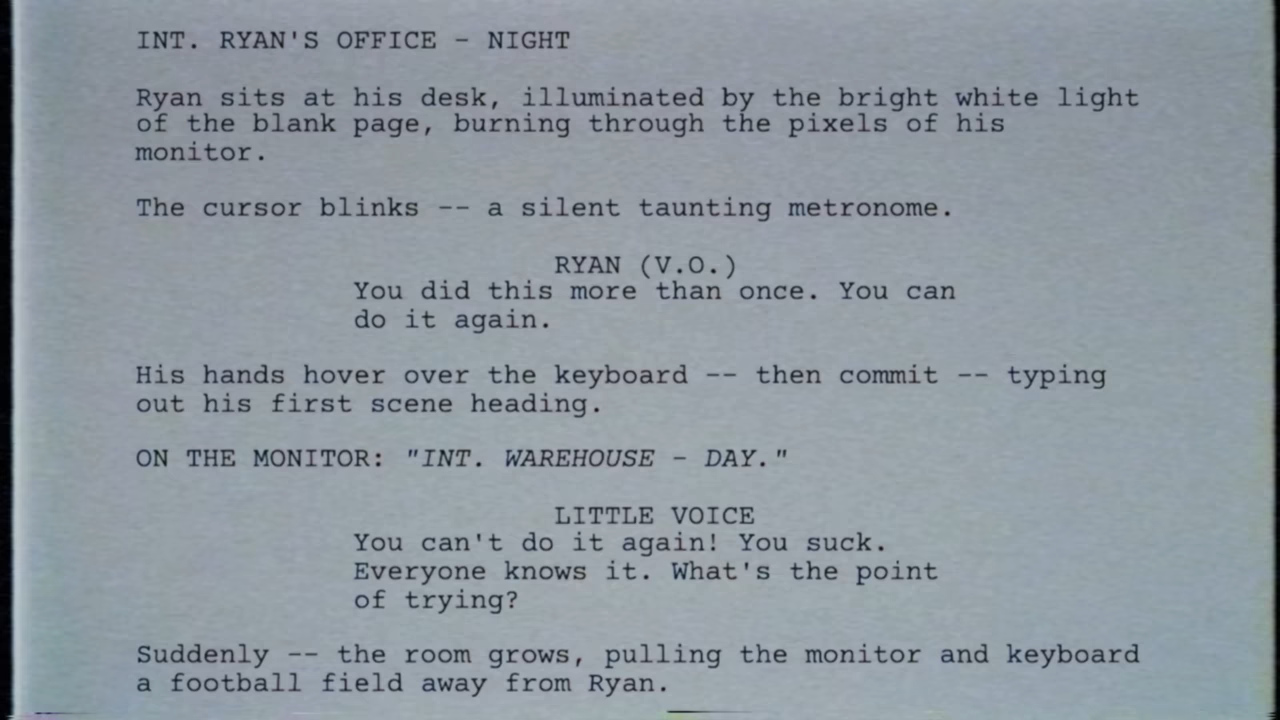 INT. RYAN'S OFFICE - NIGHT
Ryan sits at his desk, illuminated by the bright white light
of the blank page, burning through the pixels of his
monitor.
The cursor blinks -- a silent taunting metronome.
RYAN (V.O.)
You did this more than once. You can
do it again.
His hands hover over the keyboard -- then commit -- typing
out his first scene heading.
ON THE MONITOR: "INT. WAREHOUSE - DAY."
LITTLE VOICE
You can't do it again! You suck.
Everyone knows it. What's the point
of trying?
Suddenly -- the room grows, pulling the monitor and keyboard
a football field away from Ryan.